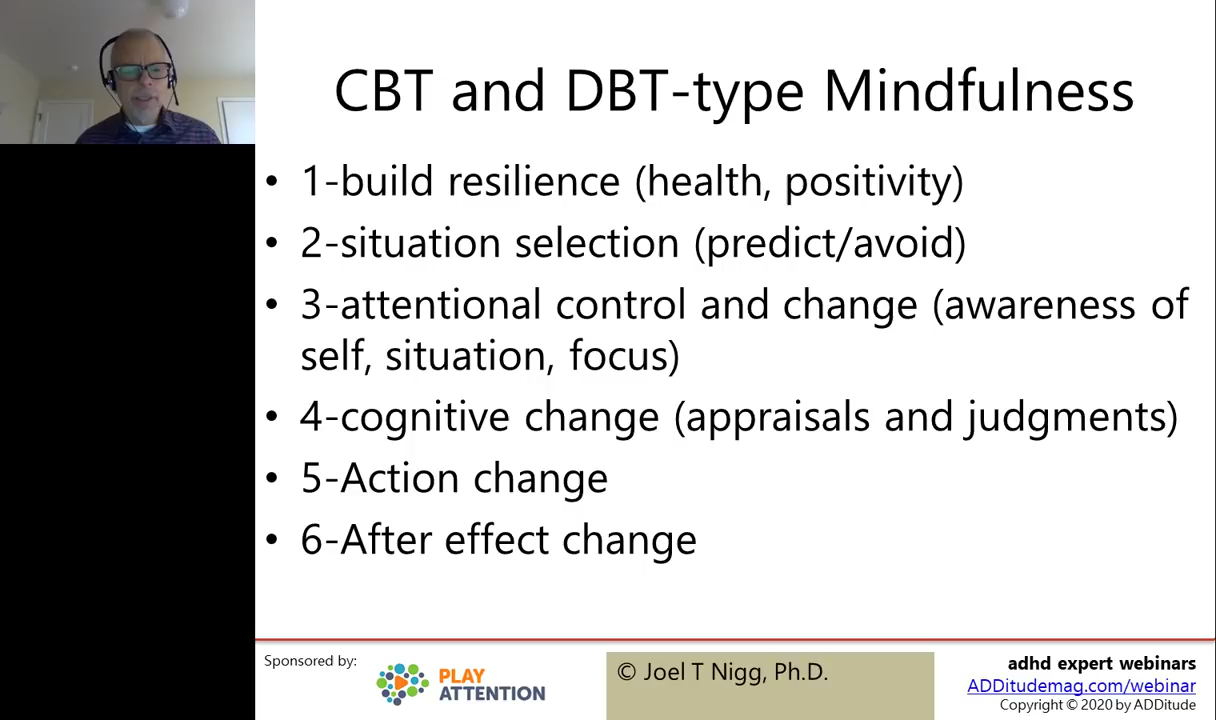 CBT and DBT-type Mindfulness
• 1-build resilience (health, positivity)
• 2-situation selection (predict/avoid)
• 3-attentional control and change (awareness of
self, situation, focus)
• 4-cognitive change (appraisals and judgments)
• 5-Action change
• 6-After effect change
Sponsored by:
PLAY
ATTENTION
© Joel T Nigg, Ph.D.
adhd expert webinars
ADDitudemag.com/webinar
Copyright © 2020 by ADDitude